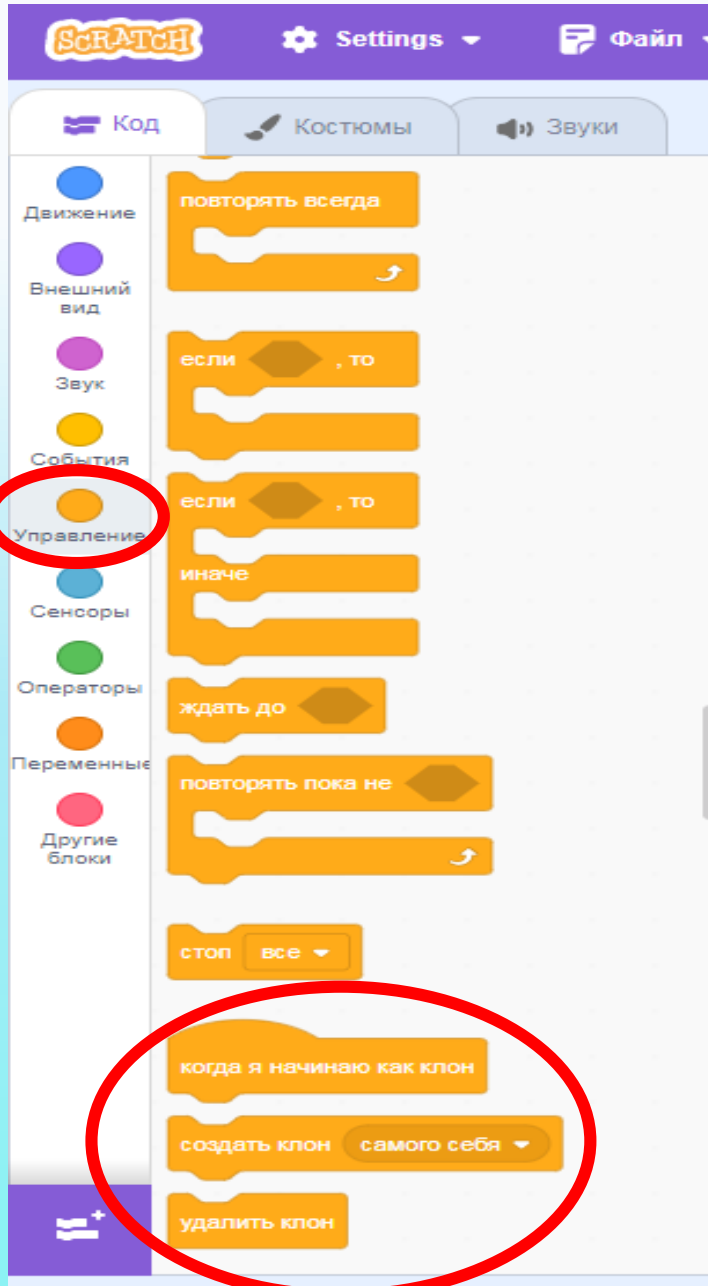 SCRATCH Settings Файл
Код Костюмы Звуки
Движение
Внешний
вид
Звук
События
Управление
Сенсоры
Операторы
Переменные
Другие
блоки
повторять всегда
если , то
если , то
иначе
ждать до
повторять пока не
стоп все
когда я начинаю как клон
создать клон самого себя
удалить клон